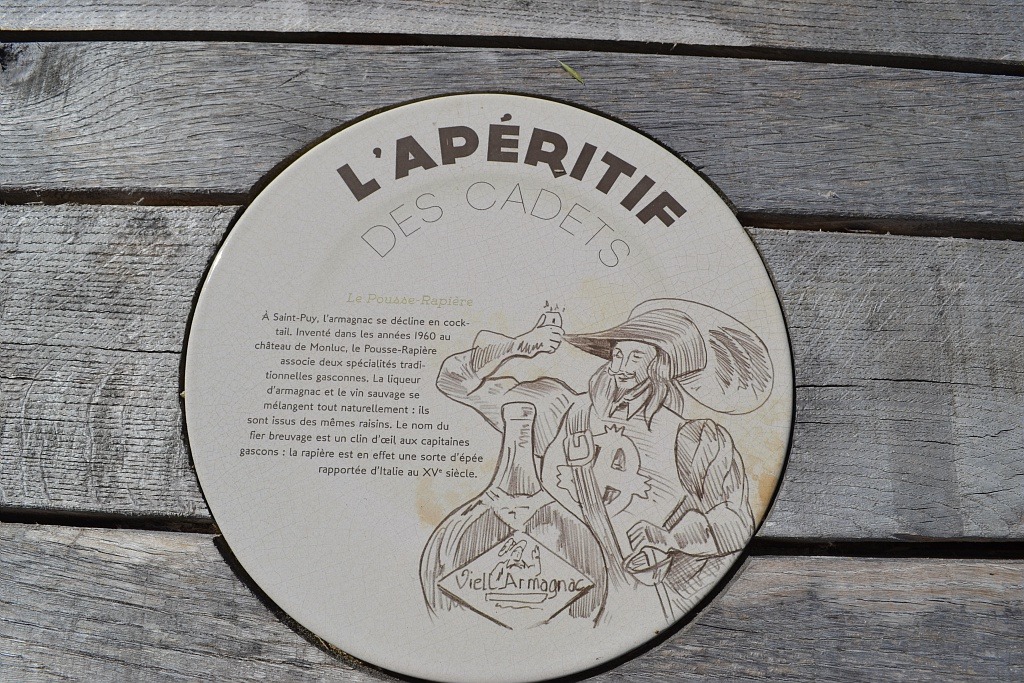 L'APÉRITIF
DES CADETS
Le Pousse-Rapière
À Saint-Puy, l'armagnac se décline en cock-
tail. Inventé dans les années 1960 au
château de Monluc, le Pousse-Rapière
associe deux spécialités tradi-
tionnelles gasconnes. La liqueur
d'armagnac et le vin sauvage se
mélangent tout naturellement : ils
sont issus des mêmes raisins. Le nom du
fier breuvage est un clin d'œil aux capitaines
gascons : la rapière est en effet une sorte d'épée
rapportée d'Italie au XVe siècle.
A
Viell'Armagnac